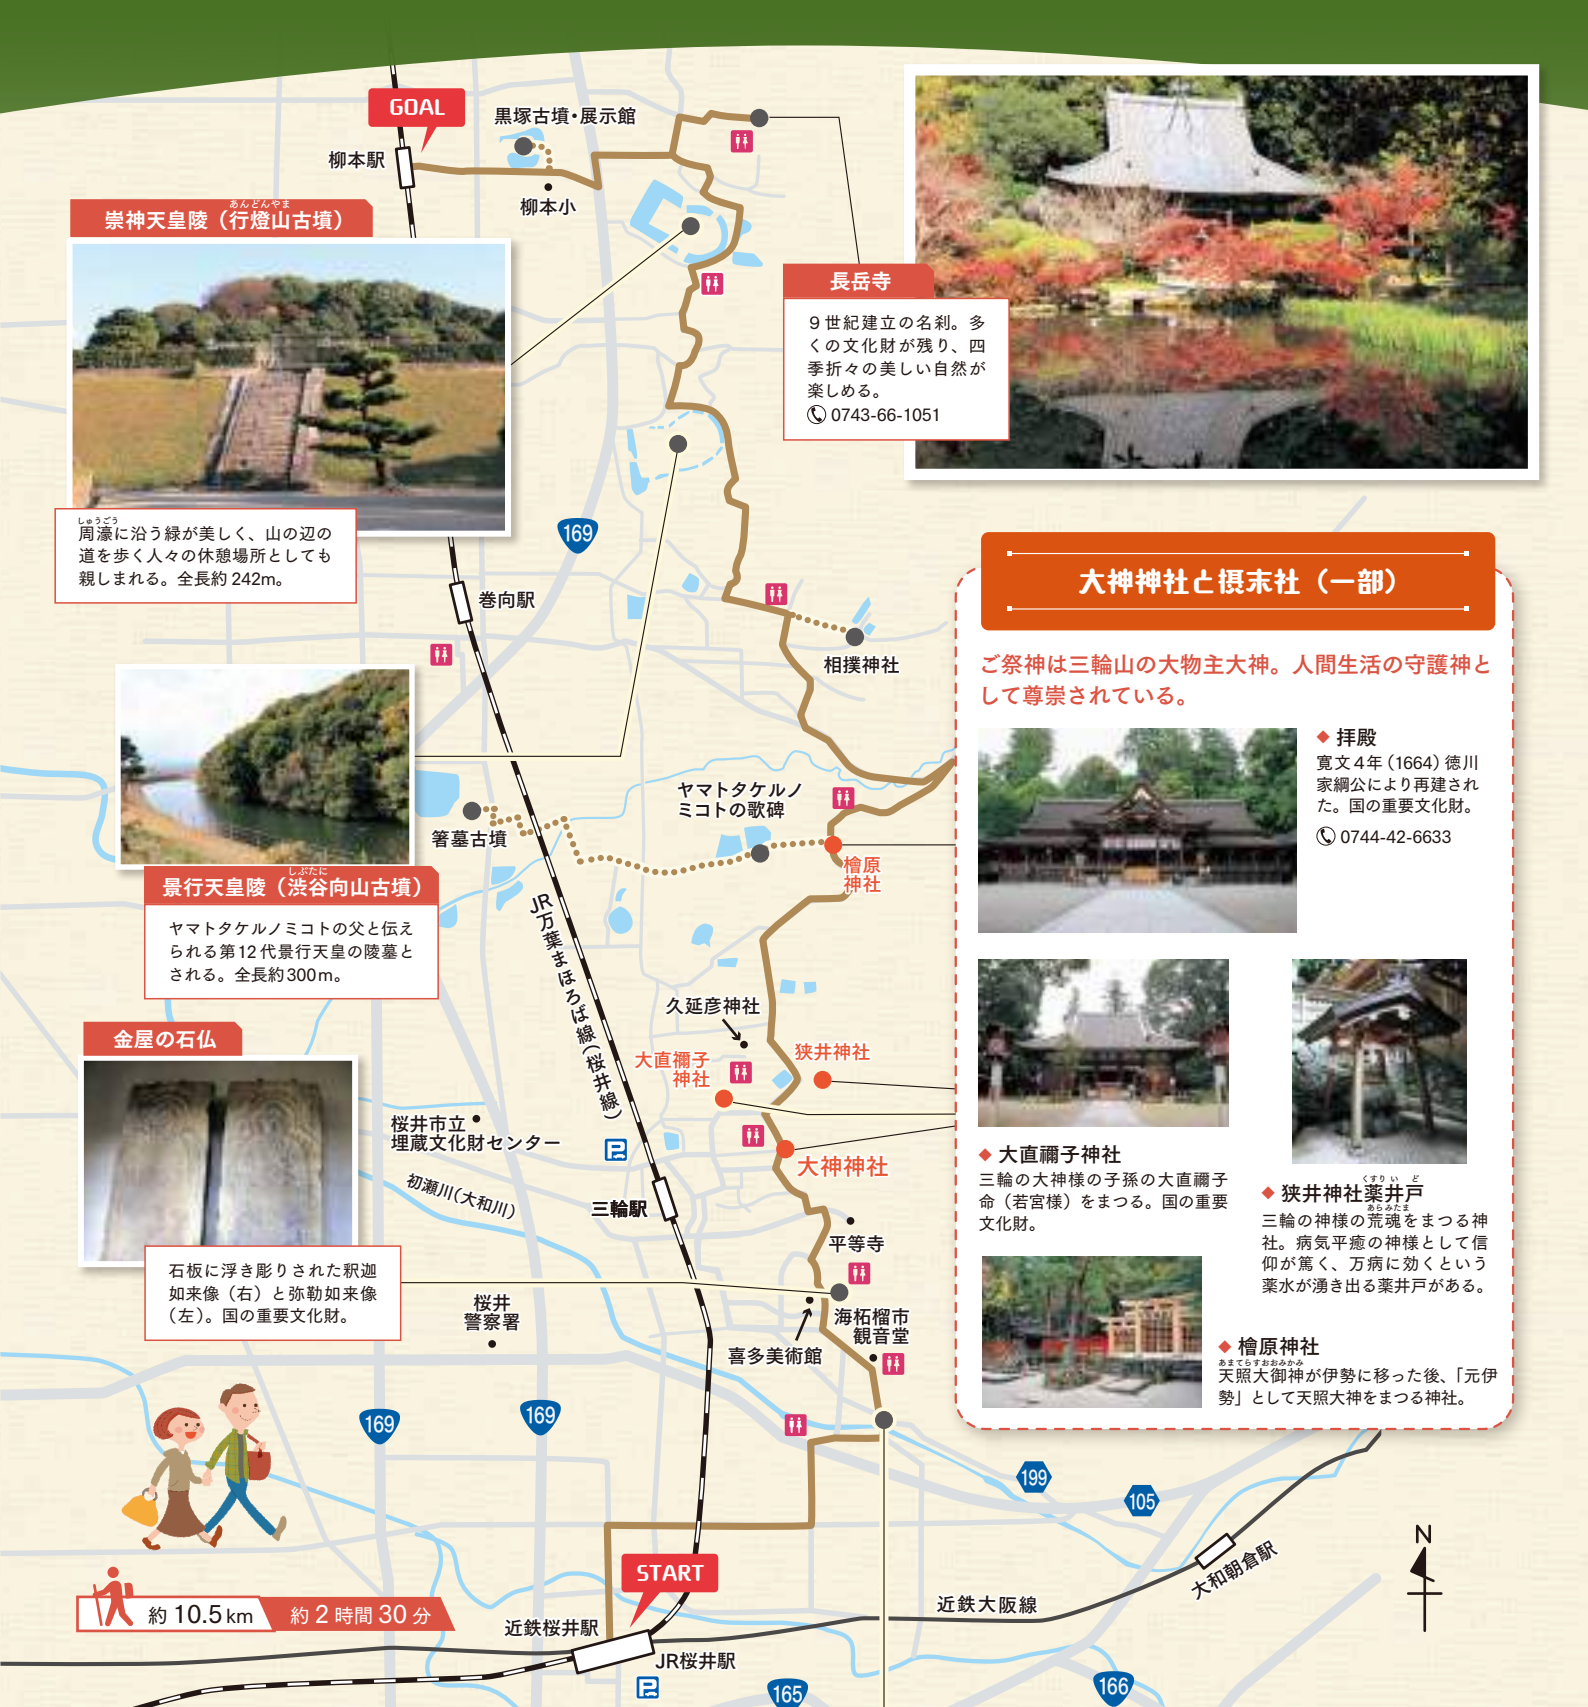 GOAL
柳本駅
黒塚古墳・展示館
柳本小
あんどんやま
崇神天皇陵（行燈山古墳）
しゅうごう
周濠に沿う緑が美しく、山の辺の
道を歩く人々の休憩場所としても
親しまれる。全長約242m。
長岳寺
９世紀建立の名刹。多
くの文化財が残り、四
季折々の美しい自然が
楽しめる。
0743-66-1051
169
巻向駅
相撲神社
ヤマトタケルノ
ミコトの歌碑
箸墓古墳
檜原
神社
しぶたに
景行天皇陵（渋谷向山古墳）
ヤマトタケルノミコトの父と伝え
られる第12代景行天皇の陵墓と
される。全長約300m。
JR万葉まほろば線（桜井線）
久延彦神社
大直禰子
神社
狭井神社
大神神社
金屋の石仏
石板に浮き彫りされた釈迦
如来像（右）と弥勒如来像
（左）。国の重要文化財。
桜井市立
埋蔵文化財センター
初瀬川（大和川）
P
三輪駅
平等寺
海柘榴市
観音堂
喜多美術館
桜井
警察署
169
169
大神神社と摂末社（一部）
ご祭神は三輪山の大物主大神。人間生活の守護神と
して尊崇されている。
◆ 拝殿
寛文４年（1664）徳川
家綱公により再建され
た。国の重要文化財。
0744-42-6633
◆ 大直禰子神社
三輪の大神様の子孫の大直禰子
命（若宮様）をまつる。国の重要
文化財。
くすり い ど
◆ 狭井神社薬井戸
あらみたま
三輪の神様の荒魂をまつる神
社。病気平癒の神様として信
仰が篤く、万病に効くという
薬水が湧き出る薬井戸がある。
◆ 檜原神社
あまてらすおおみかみ
天照大御神が伊勢に移った後、「元伊
勢」として天照大神をまつる神社。
199
105
大和朝倉駅
N
START
近鉄大阪線
近鉄桜井駅
JR桜井駅
P
165
166
約 10.5km
約 2 時間 30 分